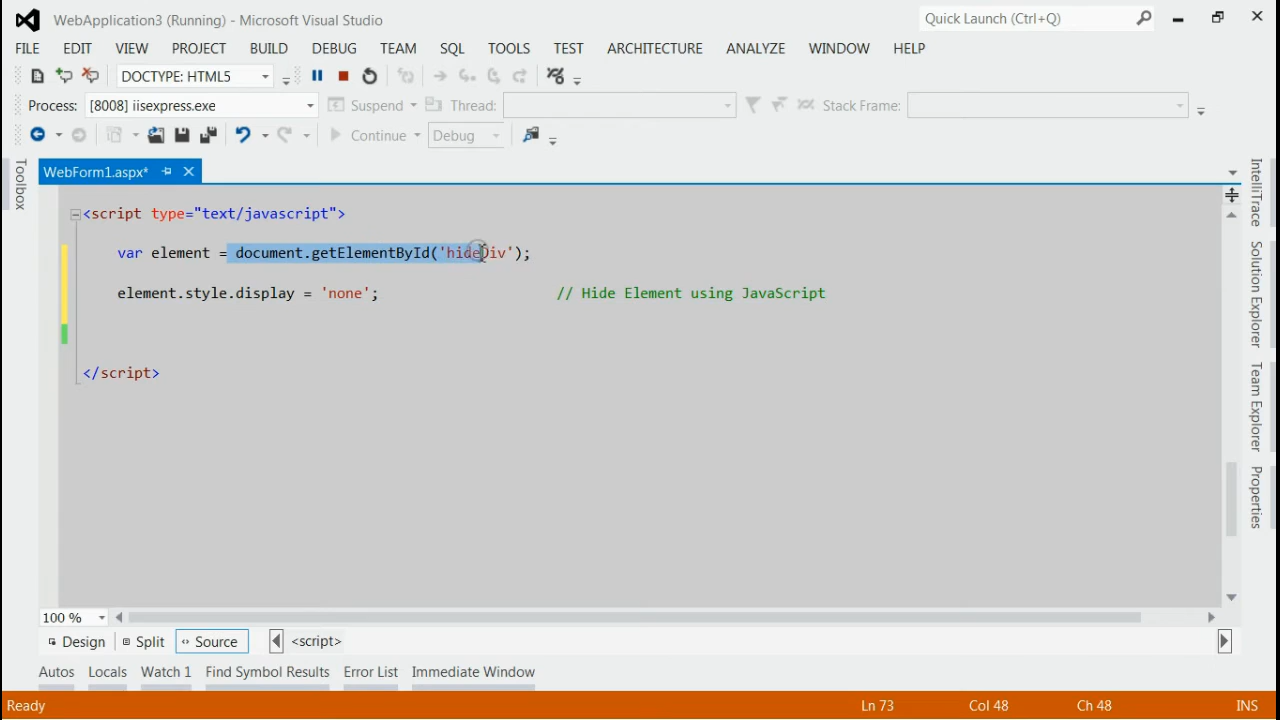 WebApplication3 (Running) - Microsoft Visual Studio
Quick Launch (Ctrl+Q)
FILE EDIT VIEW PROJECT BUILD DEBUG TEAM SQL TOOLS TEST ARCHITECTURE ANALYZE WINDOW HELP
DOCTYPE: HTML5
Process: [8008] iisexpress.exe Suspend Thread: Stack Frame:
Continue Debug
Toolbox
WebForm1.aspx*
<script type="text/javascript">
var element = document.getElementById('hideDiv');
element.style.display = 'none'; // Hide Element using JavaScript
</script>
IntelliTrace
Solution Explorer
Team Explorer
Properties
100 %
Design Split Source <script>
Autos Locals Watch 1 Find Symbol Results Error List Immediate Window
Ready Ln 73 Col 48 Ch 48 INS